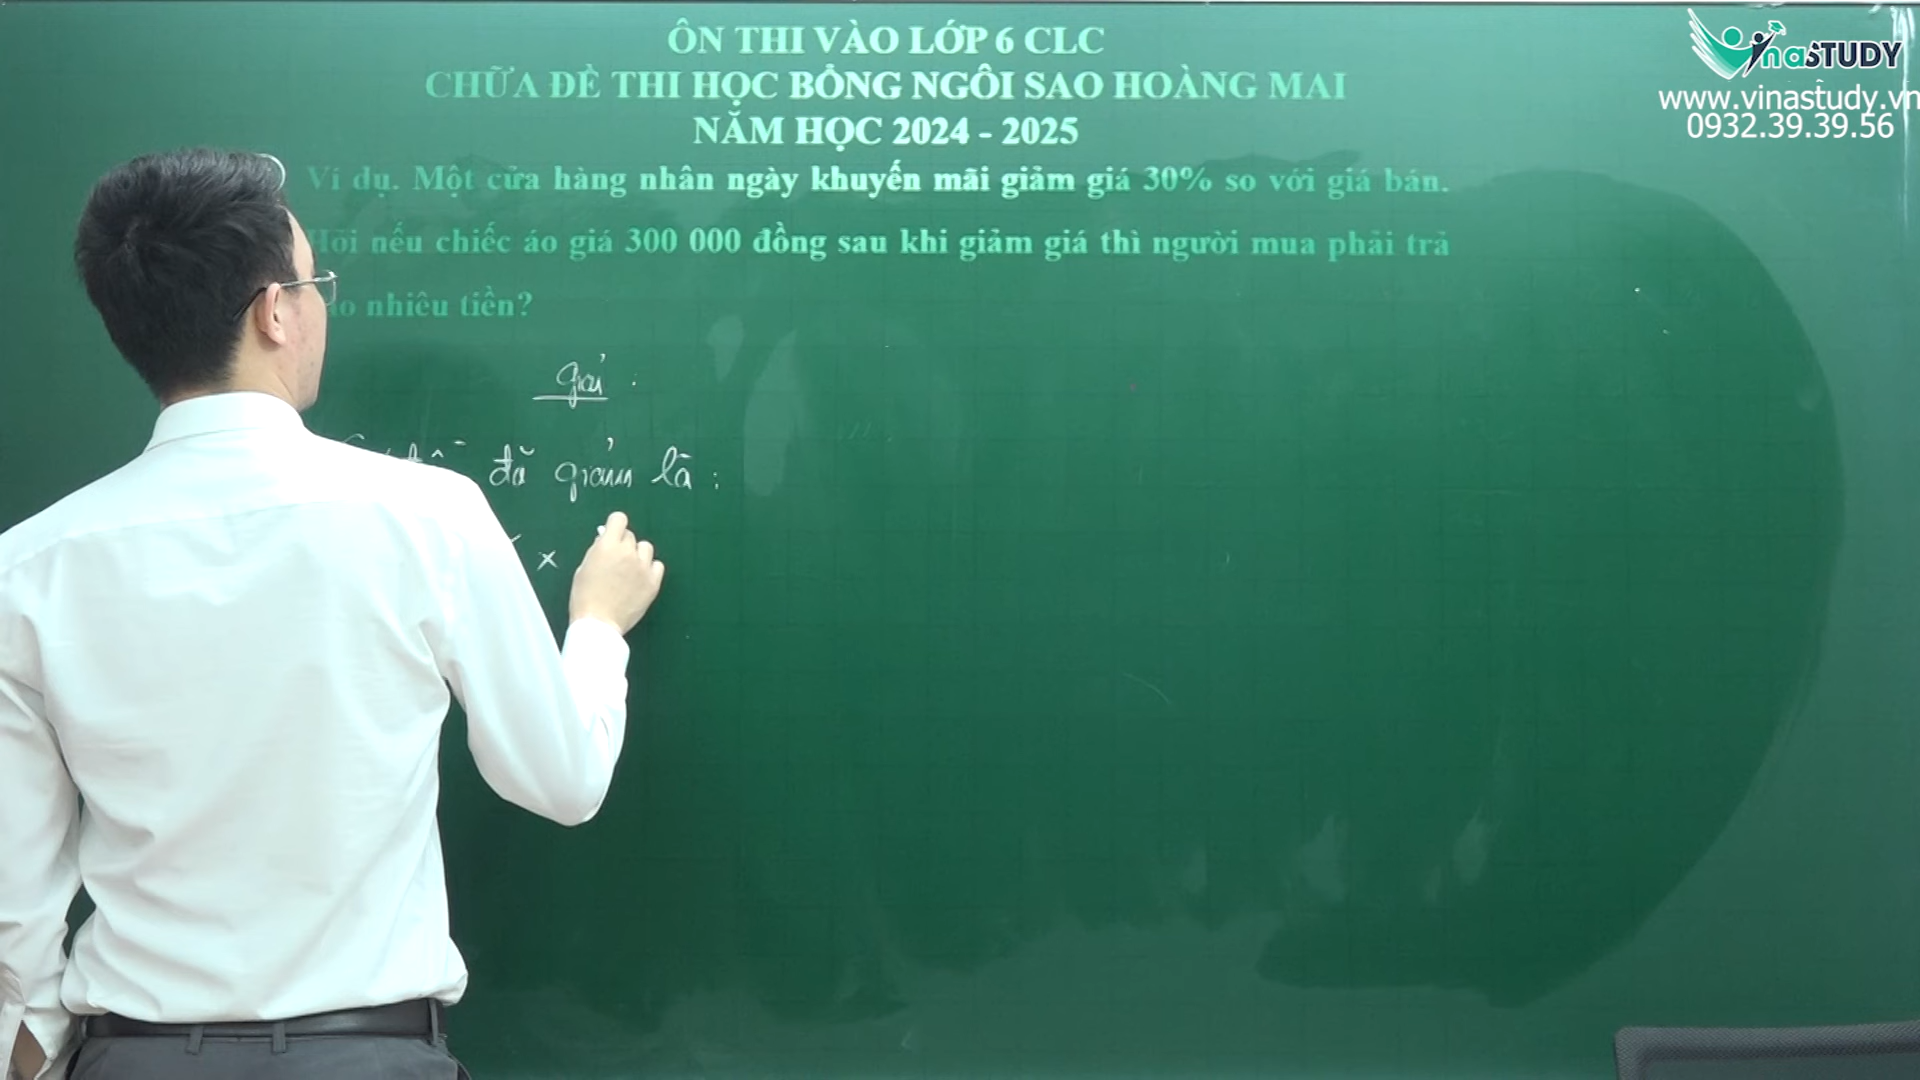 ÔN THI VÀO LỚP 6 CLC
CHỮA ĐỀ THI HỌC BỔNG NGÔI SAO HOÀNG MAI
NĂM HỌC 2024 - 2025
VinaSTUDY
www.vinastudy.vn
0932.39.39.56
Ví dụ. Một cửa hàng nhân ngày khuyến mãi giảm giá 30% so với giá bán.
Hỏi nếu chiếc áo giá 300 000 đồng sau khi giảm giá thì người mua phải trả
nhiêu tiền?
Giải :
đã giảm là :
×